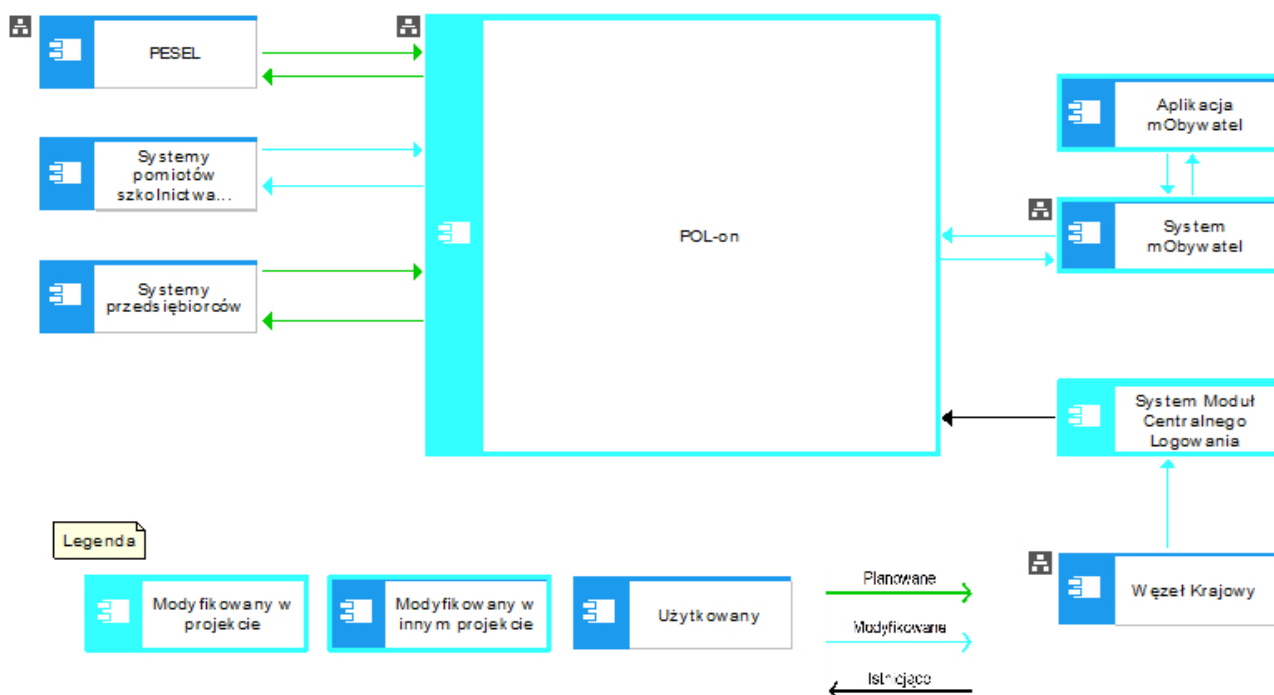 PESEL
Systemy
pomiotów
szkolnictwa...
Systemy
przedsiębiorców
POL-on
Aplikacja
mObywatel
System
mObywatel
System Moduł
Centralnego
Logowania
Węzeł Krajowy
Legenda
Modyfikowany w
projekcie
Modyfikowany w
innym projekcie
Użytkowany
Planowane
Modyfikowane
Istniejące